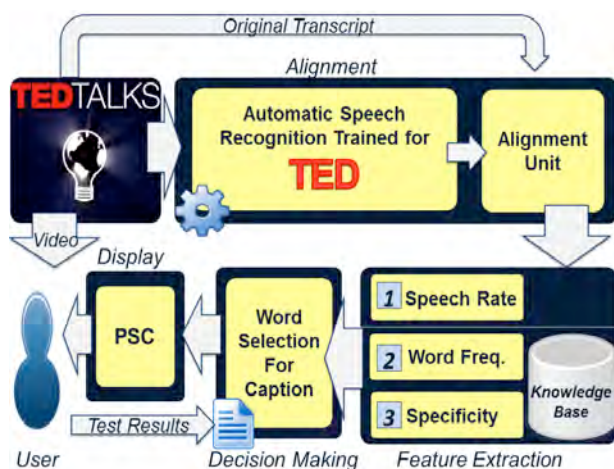 Original Transcript
Alignment
TEDTALKS
Automatic Speech
Recognition Trained for
TED
Alignment
Unit
Video
Display
PSC
Word
Selection
For
Caption
1 Speech Rate
2 Word Freq.
3 Specificity
Knowledge
Base
Test Results
User
Decision Making
Feature Extraction